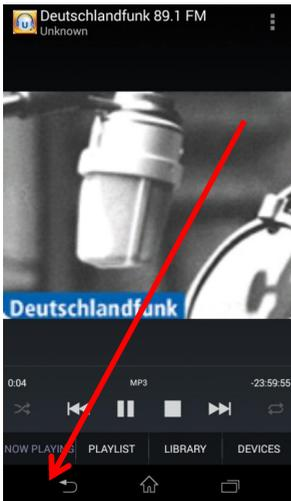 Deutschlandfunk 89.1 FM
Unknown
Deutschlandfunk
0:04 MP3 -23:59:55
NOW PLAYING PLAYLIST LIBRARY DEVICES